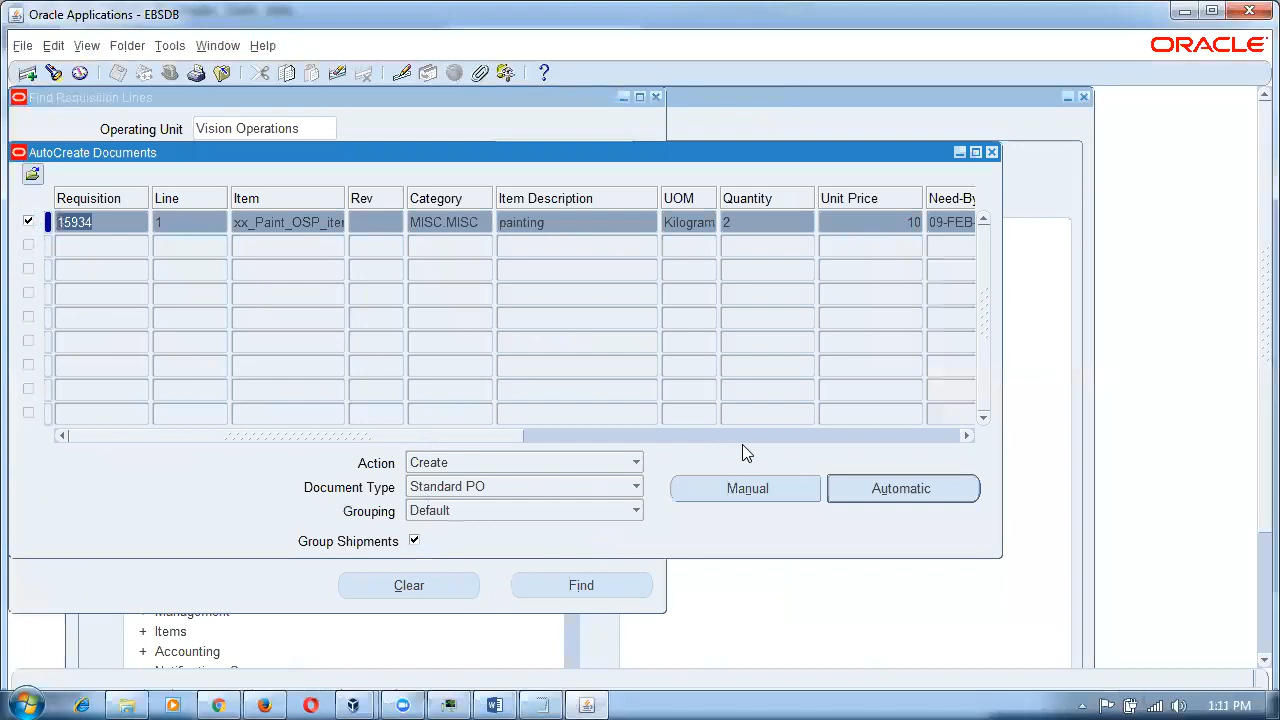 Oracle Applications - EBSDB
File Edit View Folder Tools Window Help
ORACLE
Find Requisition Lines
Operating Unit Vision Operations
AutoCreate Documents
Requisition Line Item Rev Category Item Description UOM Quantity Unit Price Need-By
15934 1 xx_Paint_OSP_iter MISC.MISC painting Kilogram 2 10 09-FEB-
Action Create
Document Type Standard PO
Manual Automatic
Grouping Default
Group Shipments
Clear Find
+ Items
+ Accounting
1:11 PM